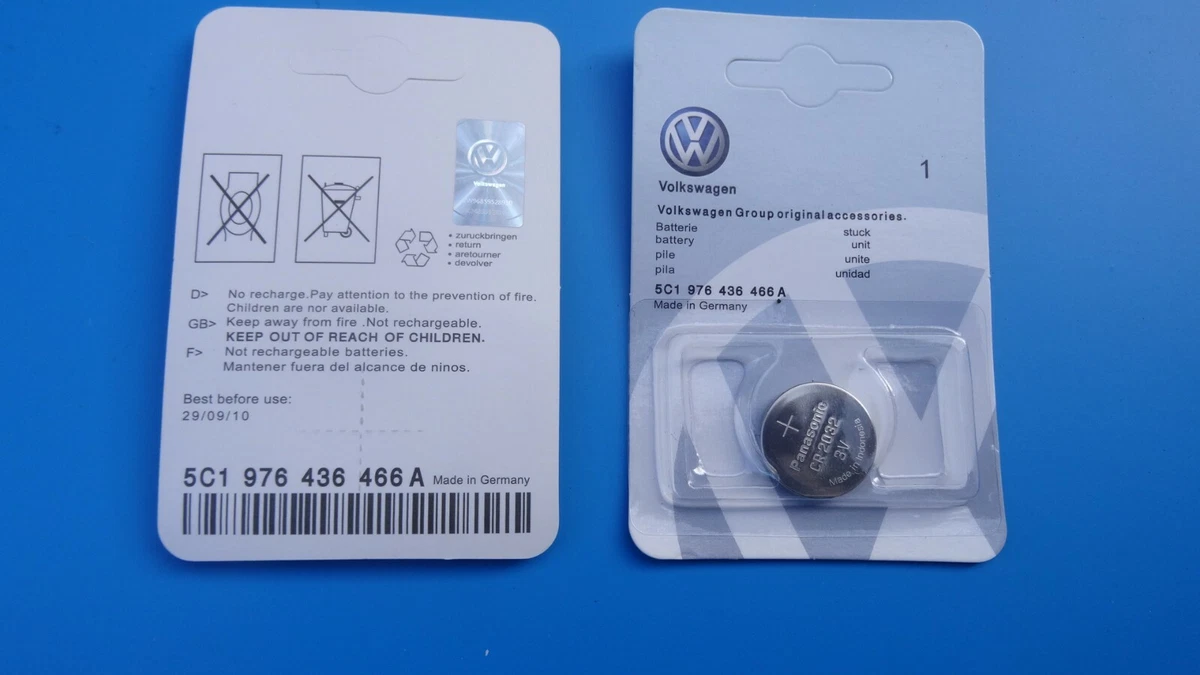 Volkswagen
• zuruckbringen
• return
• aretourner
• devolver
D> No recharge.Pay attention to the prevention of fire.
Children are nor available.
GB> Keep away from fire .Not rechargeable.
KEEP OUT OF REACH OF CHILDREN.
F> Not rechargeable batteries.
Mantener fuera del alcance de ninos.
Best before use:
29/09/10
5C1 976 436 466 A Made in Germany
Volkswagen
1
Volkswagen Group original accessories.
Batterie stuck
battery unit
pile unite
pila unidad
5C1 976 436 466 A
Made in Germany
+
Panasonic
CR2032
3V
Made in Indonesia